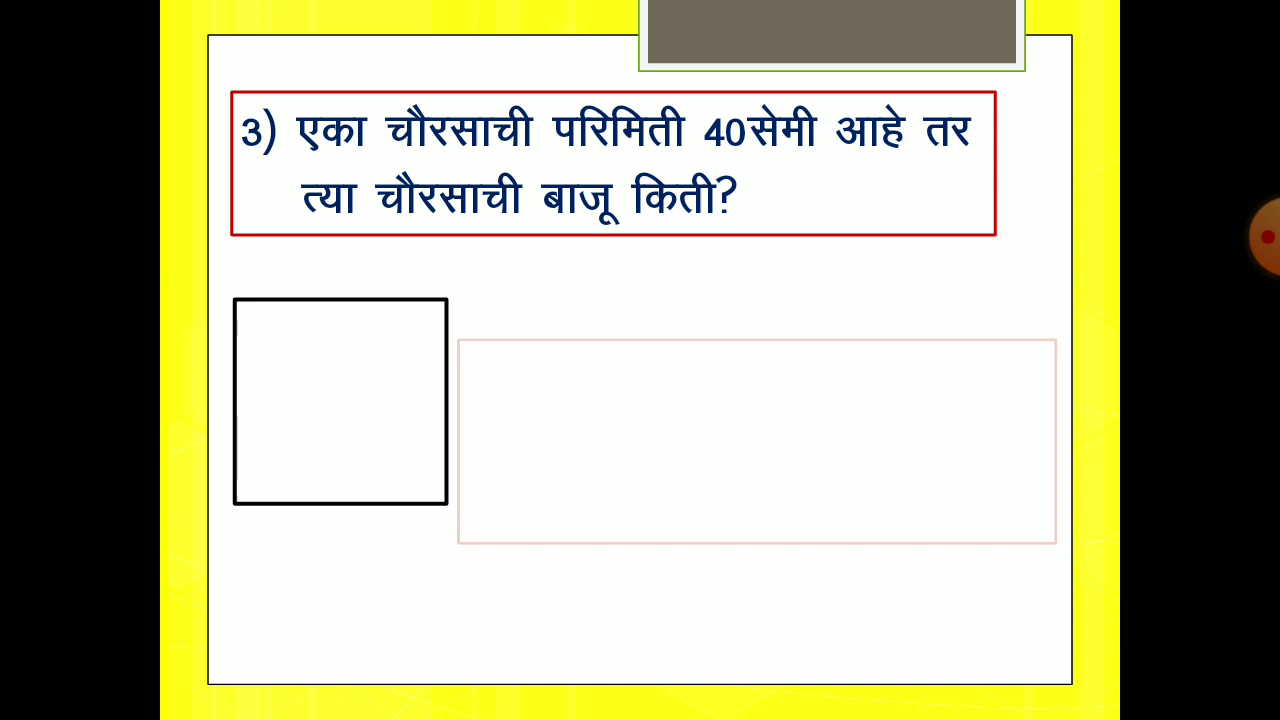 3) एका चौरसाची परिमिती 40सेमी आहे तर
त्या चौरसाची बाजू किती?